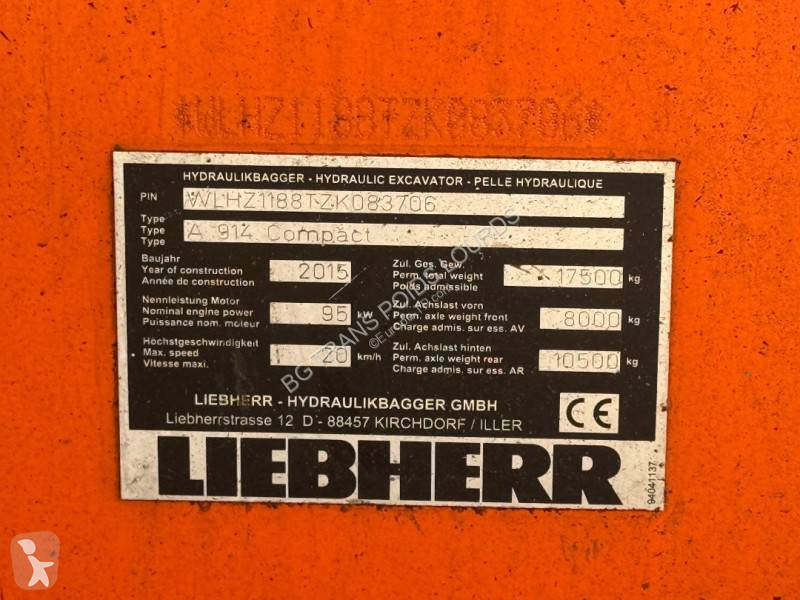 *WLHZ1188TZK083706*
HYDRAULIKBAGGER - HYDRAULIC EXCAVATOR - PELLE HYDRAULIQUE
PIN WLHZ1188TZK083706
Type
Type A 914 Compact
Type
Baujahr
Year of construction 2015
Année de construction
Zul. Ges. Gew.
Perm. total weight 17500 kg
Poids admissible
Nennleistung Motor
Nominal engine power 95 kW
Puissance nom. moteur
Zul. Achslast vorn
Perm. axle weight front 8000 kg
Charge admis. sur ess. AV
Höchstgeschwindigkeit
Max. speed 20 km/h
Vitesse maxi.
Zul. Achslast hinten
Perm. axle weight rear 10500 kg
Charge admis. sur ess. AR
LIEBHERR - HYDRAULIKBAGGER GMBH
Liebherrstrasse 12 D - 88457 KIRCHDORF / ILLER
CE
LIEBHERR
94041137
BG TRANS POIDS LOURDS